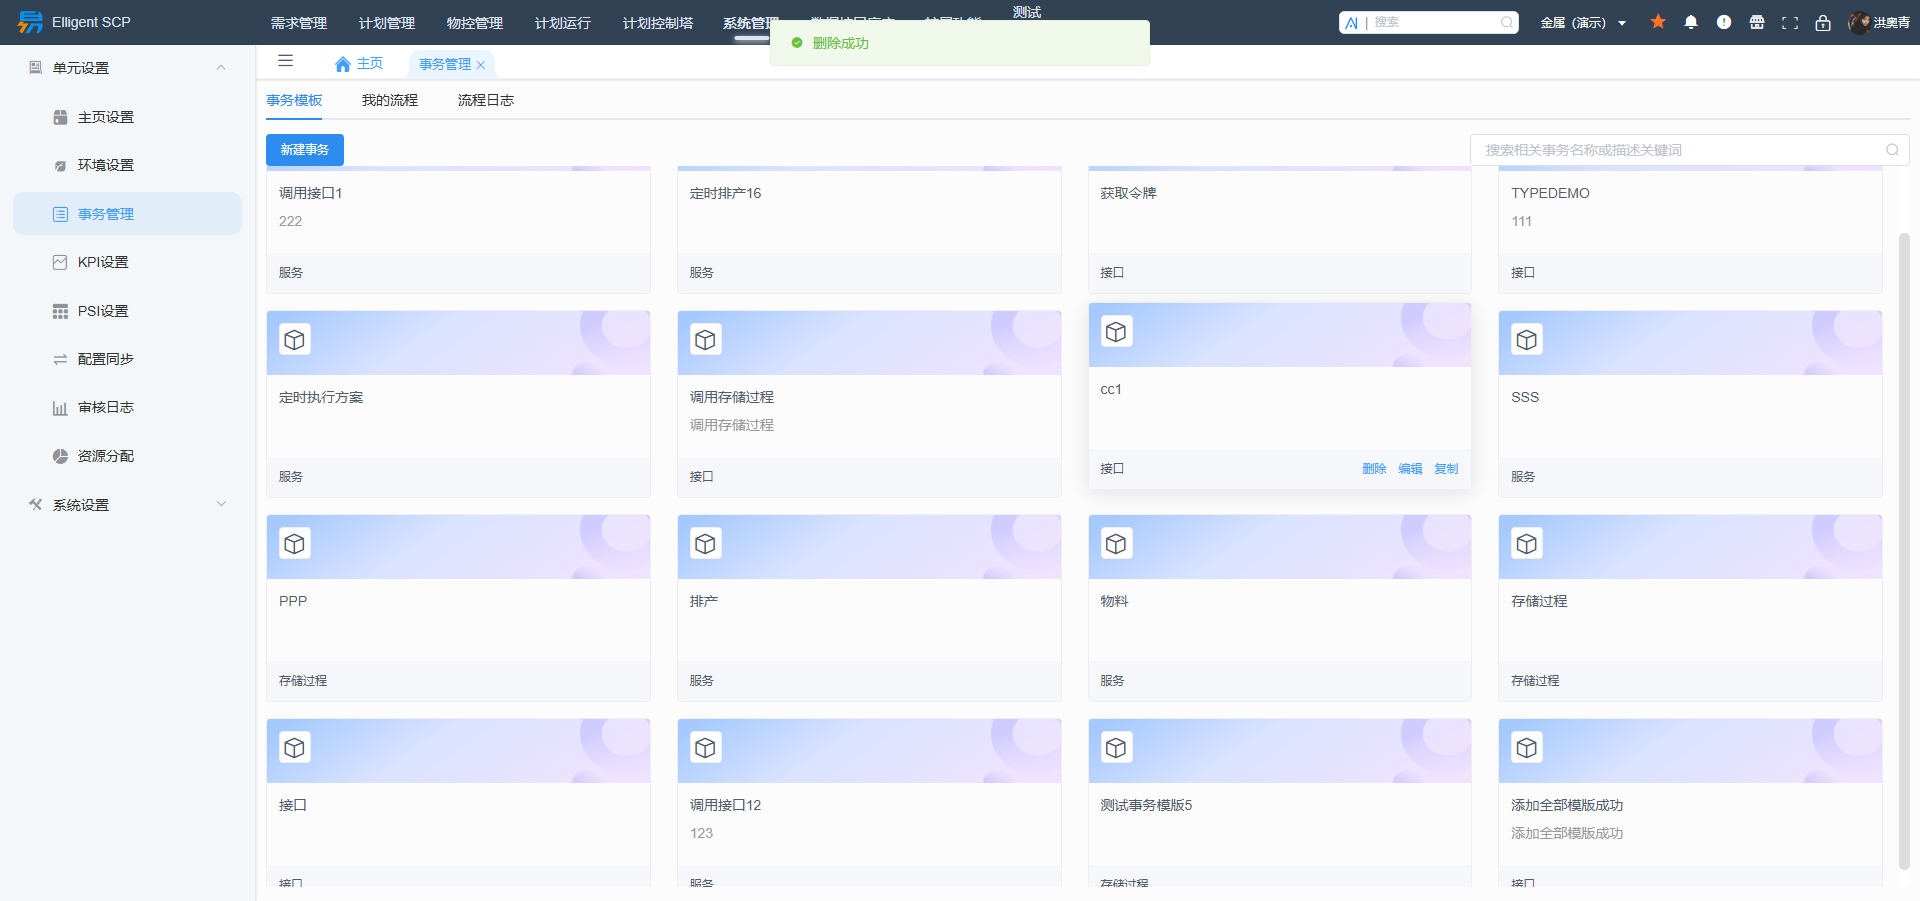 Elligent SCP
需求管理
计划管理
物控管理
计划运行
计划控制塔
系统管理
测试
AI | 搜索
金属（演示）
洪奥青
删除成功
单元设置
主页设置
环境设置
事务管理
KPI设置
PSI设置
配置同步
审核日志
资源分配
系统设置
主页
事务管理
事务模板
我的流程
流程日志
新建事务
搜索相关事务名称或描述关键词
调用接口1
222
服务
定时排产16
服务
获取令牌
接口
TYPEDEMO
111
接口
定时执行方案
服务
调用存储过程
调用存储过程
接口
cc1
接口
删除 编辑 复制
SSS
服务
PPP
存储过程
排产
服务
物料
服务
存储过程
存储过程
接口
接口
调用接口12
123
服务
测试事务模版5
存储过程
添加全部模版成功
添加全部模版成功
接口